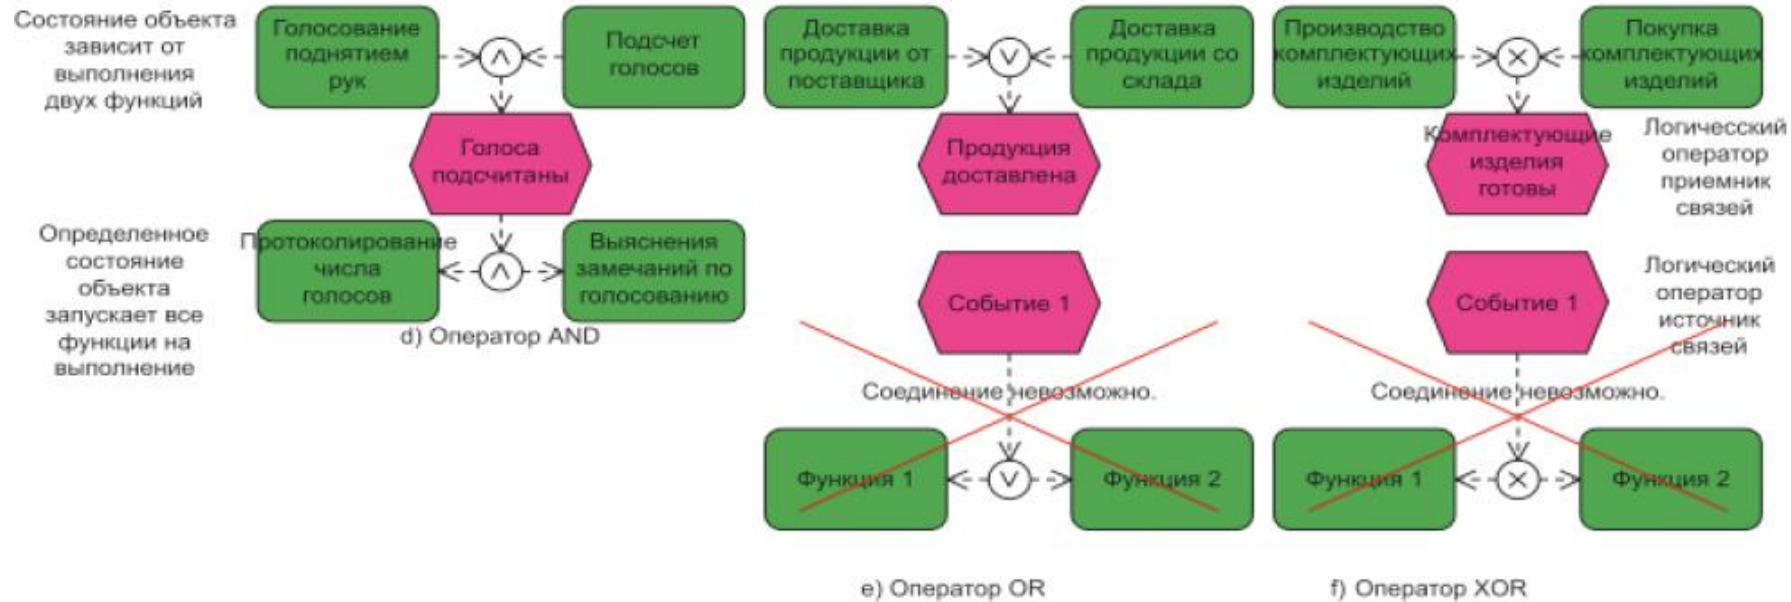 Состояние объекта
зависит от
выполнения
двух функций
Голосование
поднятием
рук
Подсчет
голосов
Голоса
подсчитаны
Определенное
состояние
объекта
запускает все
функции на
выполнение
Протоколирование
числа
голосов
Выяснения
замечаний по
голосованию
d) Оператор AND
Доставка
продукции от
поставщика
Доставка
продукции со
склада
Продукция
доставлена
Событие 1
Соединение невозможно.
Функция 1
Функция 2
e) Оператор OR
Производство
комплектующих
изделий
Покупка
комплектующих
изделий
Комплектующие
изделия
готовы
Логичесский
оператор
приемник
связей
Событие 1
Логический
оператор
источник
связей
Соединение невозможно.
Функция 1
Функция 2
f) Оператор XOR